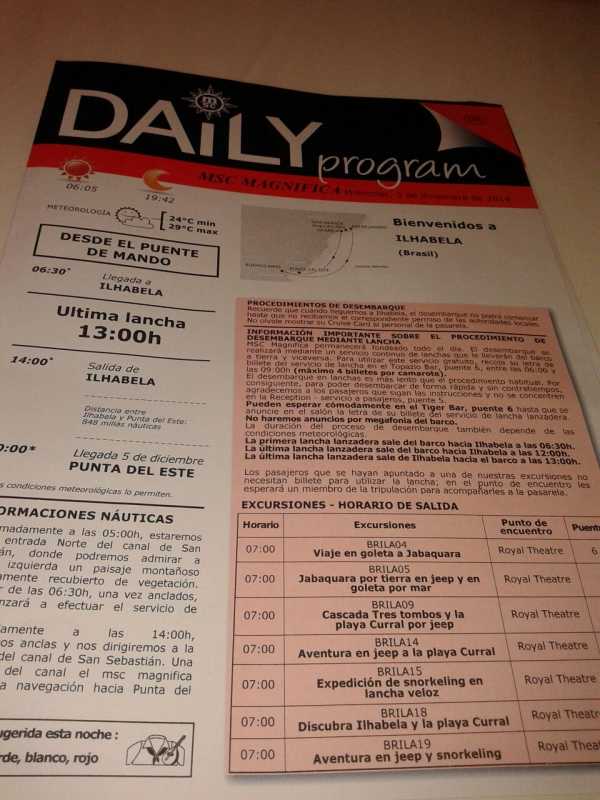 DAiLY
program
MSC MAGNIFICA
06:05
19:42
METEOROLOGÍA
24°C min
29°C max
DESDE EL PUENTE
DE MANDO
06:30*
Llegada a
ILHABELA
Ultima lancha
13:00h
14:00*
Salida de
ILHABELA
Distancia entre
Ilhabela y Punta del Este:
848 millas náuticas
0:00*
Llegada 5 de diciembre
PUNTA DEL ESTE
s condiciones meteorológicas lo permiten.
ORMACIONES NÁUTICAS
madamente a las 05:00h, estaremos
entrada Norte del canal de San
án, donde podremos admirar a
izquierda un paisaje montañoso
amente recubierto de vegetación.
r de las 06:30h, una vez anclados,
nzará a efectuar el servicio de
damente a las 14:00h,
os anclas y nos dirigiremos a la
del canal de San Sebastián. Una
del canal el msc magnifica
a navegación hacia Punta del
ugerida esta noche :
rde, blanco, rojo
Bienvenidos a
ILHABELA
(Brasil)
PROCEDIMIENTOS DE DESEMBARQUE
Recuerde que cuando lleguemos a Ilhabela, el desembarque no podrá comenzar
hasta que no recibamos el correspondiente permiso de las autoridades locales.
No olvide mostrar su Cruise Card al personal de la pasarela.
INFORMACIÓN IMPORTANTE SOBRE EL PROCEDIMIENTO DE
DESEMBARQUE MEDIANTE LANCHA
MSC Magnifica permanecerá fondeado todo el día. El desembarque se
realizará mediante un servicio continuo de lanchas que le llevarán del barco
a tierra y viceversa. Para utilizar este servicio gratuito, recoja su letra de
billete del servicio de lancha en el Topazio Bar, puente 6, entre las 06:00 y
las 09:00h (máximo 4 billetes por camarote).
El desembarque en lanchas es más lento que el procedimiento habitual. Por
consiguiente, para poder desembarcar de forma rápida y sin contratiempos,
agradecemos a los pasajeros que sigan las instrucciones y no se concentren
en la Reception - servicio a pasajeros, puente 5.
Pueden esperar cómodamente en el Tiger Bar, puente 6 hasta que se
anuncie en el salón la letra de su billete del servicio de lancha lanzadera.
No haremos anuncios por megafonía del barco.
La duración del proceso de desembarque también depende de las
condiciones meteorológicas.
La primera lancha lanzadera sale del barco hacia Ilhabela a las 06:30h.
La última lancha lanzadera sale del barco hacia Ilhabela a las 12:00h.
La última lancha lanzadera sale de Ilhabela hacia el barco a las 13:00h.
Los pasajeros que se hayan apuntado a una de nuestras excursiones no
necesitan billete para utilizar la lancha; en el punto de encuentro les
esperará un miembro de la tripulación para acompañarles a la pasarela.
EXCURSIONES - HORARIO DE SALIDA
Horario Excursiones Punto de encuentro Puente
07:00 BRILA04 Viaje en goleta a Jabaquara Royal Theatre 6
07:00 BRILA05 Jabaquara por tierra en jeep y en goleta por mar Royal Theatre
07:00 BRILA09 Cascada Tres tombos y la playa Curral por jeep Royal Theatre
07:00 BRILA14 Aventura en jeep a la playa Curral Royal Theatre
07:00 BRILA15 Expedición de snorkeling en lancha veloz Royal Theatre
07:00 BRILA18 Discubra Ilhabela y la playa Curral Royal Theatre
07:00 BRILA19 Aventura en jeep y snorkeling Royal Theat